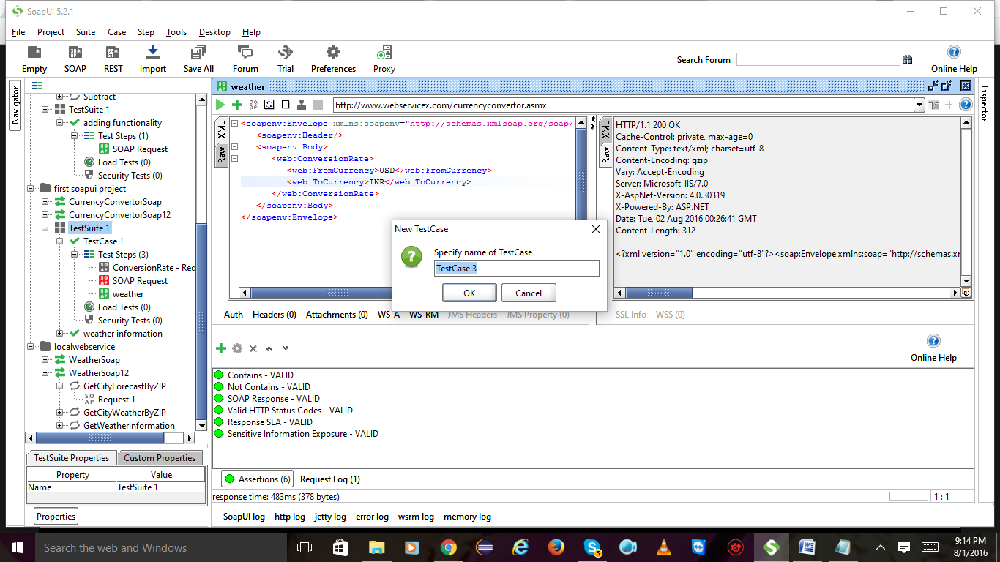 SoapUI 5.2.1
File Project Suite Case Step Tools Desktop Help
Empty SOAP REST Import Save All Forum Trial Preferences Proxy
Search Forum
Online Help
Navigator
Subtract
TestSuite 1
adding functionality
Test Steps (1)
SOAP Request
Load Tests (0)
Security Tests (0)
first soapui project
CurrencyConvertorSoap
CurrencyConvertorSoap12
TestSuite 1
TestCase 1
Test Steps (3)
ConversionRate - Req
SOAP Request
weather
Load Tests (0)
Security Tests (0)
weather information
localwebservice
WeatherSoap
WeatherSoap12
GetCityForecastByZIP
Request 1
GetCityWeatherByZIP
GetWeatherInformation
TestSuite Properties Custom Properties
Property Value
Name TestSuite 1
Properties
weather
http://www.webservicex.com/currencyconvertor.asmx
XML
Raw
<soapenv:Envelope xmlns:soapenv="http://schemas.xmlsoap.org/soap/
<soapenv:Header/>
<soapenv:Body>
<web:ConversionRate>
<web:FromCurrency>USD</web:FromCurrency>
<web:ToCurrency>INR</web:ToCurrency>
</web:ConversionRate>
</soapenv:Body>
</soapenv:Envelope>
XML
Raw
HTTP/1.1 200 OK
Cache-Control: private, max-age=0
Content-Type: text/xml; charset=utf-8
Content-Encoding: gzip
Vary: Accept-Encoding
Server: Microsoft-IIS/7.0
X-AspNet-Version: 4.0.30319
X-Powered-By: ASP.NET
Date: Tue, 02 Aug 2016 00:26:41 GMT
Content-Length: 312
<?xml version="1.0" encoding="utf-8"?><soap:Envelope xmlns:soap="http://schemas.xr
Inspector
New TestCase
Specify name of TestCase
TestCase 3
OK Cancel
Auth Headers (0) Attachments (0) WS-A WS-RM JMS Headers JMS Property (0)
SSL Info WSS (0)
Online Help
Contains - VALID
Not Contains - VALID
SOAP Response - VALID
Valid HTTP Status Codes - VALID
Response SLA - VALID
Sensitive Information Exposure - VALID
Assertions (6) Request Log (1)
response time: 483ms (378 bytes)
1 : 1
SoapUI log http log jetty log error log wsrm log memory log
Search the web and Windows
5
9:14 PM
8/1/2016